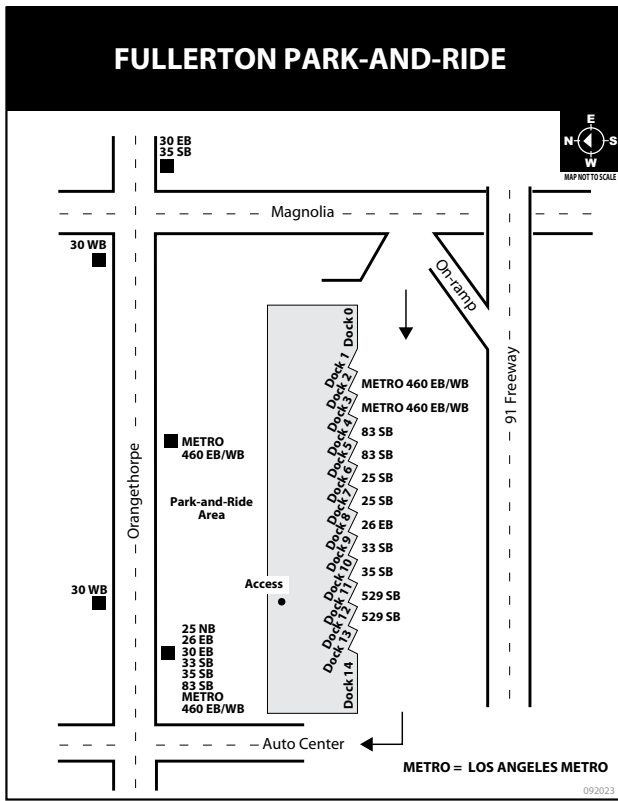 FULLERTON PARK-AND-RIDE
E
N S
W
MAP NOT TO SCALE
30 EB
35 SB
Magnolia
30 WB
On-ramp
Dock 0
Dock 1
Dock 2
METRO 460 EB/WB
Dock 3
METRO 460 EB/WB
Dock 4
83 SB
Dock 5
83 SB
Dock 6
25 SB
Dock 7
25 SB
Dock 8
26 EB
Dock 9
33 SB
Dock 10
35 SB
Dock 11
529 SB
Dock 12
529 SB
Dock 13
Dock 14
91 Freeway
Orangethorpe
METRO
460 EB/WB
Park-and-Ride
Area
Access
30 WB
25 NB
26 EB
30 EB
33 SB
35 SB
83 SB
METRO
460 EB/WB
Auto Center
METRO = LOS ANGELES METRO
092023